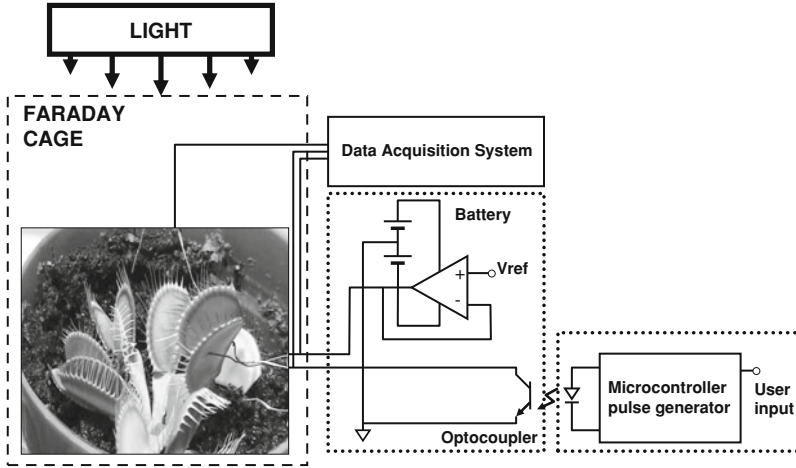 LIGHT
FARADAY
CAGE
Data Acquisition System
Battery
+
Vref
-
Microcontroller
pulse generator
User
input
Optocoupler